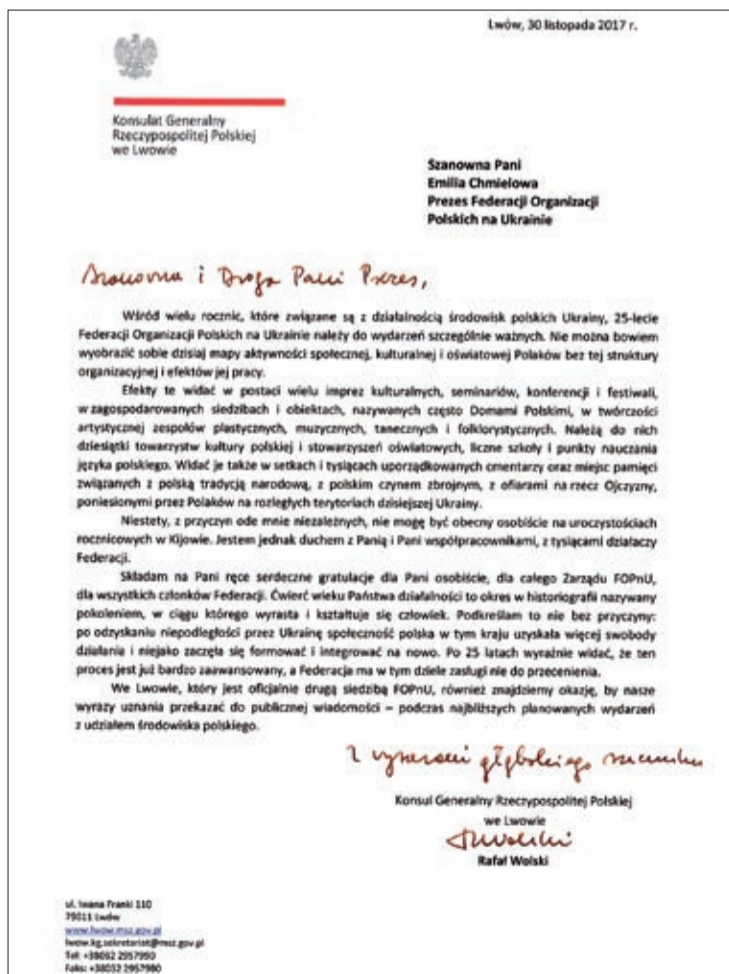 Lwów, 30 listopada 2017 r.
Konsulat Generalny
Rzeczypospolitej Polskiej
we Lwowie
Szanowna Pani
Emilia Chmielowa
Prezes Federacji Organizacji
Polskich na Ukrainie
Szanowna i Droga Pani Prezes,
Wśród wielu rocznic, które związane są z działalnością środowisk polskich Ukrainy, 25-lecie
Federacji Organizacji Polskich na Ukrainie należy do wydarzeń szczególnie ważnych. Nie można bowiem
wyobrazić sobie dzisiaj mapy aktywności społecznej, kulturalnej i oświatowej Polaków bez tej struktury
organizacyjnej i efektów jej pracy.
Efekty te widać w postaci wielu imprez kulturalnych, seminariów, konferencji i festiwali,
w zagospodarowanych siedzibach i obiektach, nazywanych często Domami Polskimi, w twórczości
artystycznej zespołów plastycznych, muzycznych, tanecznych i folklorystycznych. Należą do nich
dziesiątki towarzystw kultury polskiej i stowarzyszeń oświatowych, liczne szkoły i punkty nauczania
języka polskiego. Widać je także w setkach i tysiącach uporządkowanych cmentarzy oraz miejsc pamięci
związanych z polską tradycją narodową, z polskim czynem zbrojnym, z ofiarami na rzecz Ojczyzny,
poniesionymi przez Polaków na rozległych terytoriach dzisiejszej Ukrainy.
Niestety, z przyczyn ode mnie niezależnych, nie mogę być obecny osobiście na uroczystościach
rocznicowych w Kijowie. Jestem jednak duchem z Panią i Pani współpracownikami, z tysiącami działaczy
Federacji.
Składam na Pani ręce serdeczne gratulacje dla Pani osobiście, dla całego Zarządu FOPnU,
dla wszystkich członków Federacji. Ćwierć wieku Państwa działalności to okres w historiografii nazywany
pokoleniem, w ciągu którego wyrasta i kształtuje się człowiek. Podkreślam to nie bez przyczyny:
po odzyskaniu niepodległości przez Ukrainę społeczność polska w tym kraju uzyskała więcej swobody
działania i niejako zaczęła się formować i integrować na nowo. Po 25 latach wyraźnie widać, że ten
proces jest już bardzo zaawansowany, a Federacja ma w tym dziele zasługi nie do przecenienia.
We Lwowie, który jest oficjalnie drugą siedzibą FOPnU, również znajdziemy okazję, by nasze
wyrazy uznania przekazać do publicznej wiadomości – podczas najbliższych planowanych wydarzeń
z udziałem środowiska polskiego.
z wyrazami głębokiego szacunku
Konsul Generalny Rzeczypospolitej Polskiej
we Lwowie
RWolski
Rafał Wolski
ul. Iwana Franki 110
79011 Lwów
www.lwow.msz.gov.pl
lwow.kg.sekretariat@msz.gov.pl
Tel: +38032 2957990
Faks: +38032 2957980